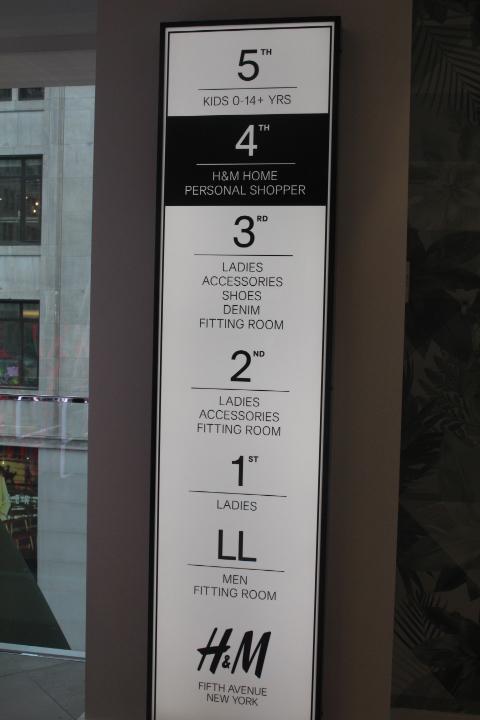 5TH
KIDS 0-14+ YRS
4TH
H&M HOME
PERSONAL SHOPPER
3RD
LADIES
ACCESSORIES
SHOES
DENIM
FITTING ROOM
2ND
LADIES
ACCESSORIES
FITTING ROOM
1ST
LADIES
LL
MEN
FITTING ROOM
H&M
FIFTH AVENUE
NEW YORK